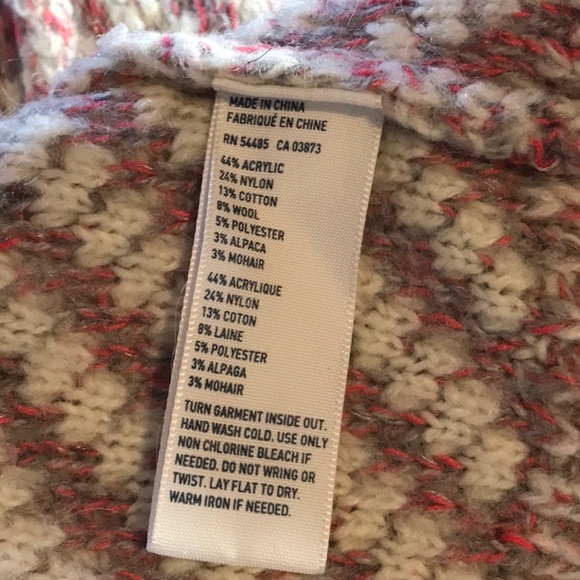 MADE IN CHINA
FABRIQUÉ EN CHINE
RN 54485 CA 03873
44% ACRYLIC
24% NYLON
13% COTTON
8% WOOL
5% POLYESTER
3% ALPACA
3% MOHAIR
44% ACRYLIQUE
24% NYLON
13% COTON
8% LAINE
5% POLYESTER
3% ALPAGA
3% MOHAIR
TURN GARMENT INSIDE OUT.
HAND WASH COLD. USE ONLY
NON CHLORINE BLEACH IF
NEEDED. DO NOT WRING OR
TWIST. LAY FLAT TO DRY.
WARM IRON IF NEEDED.